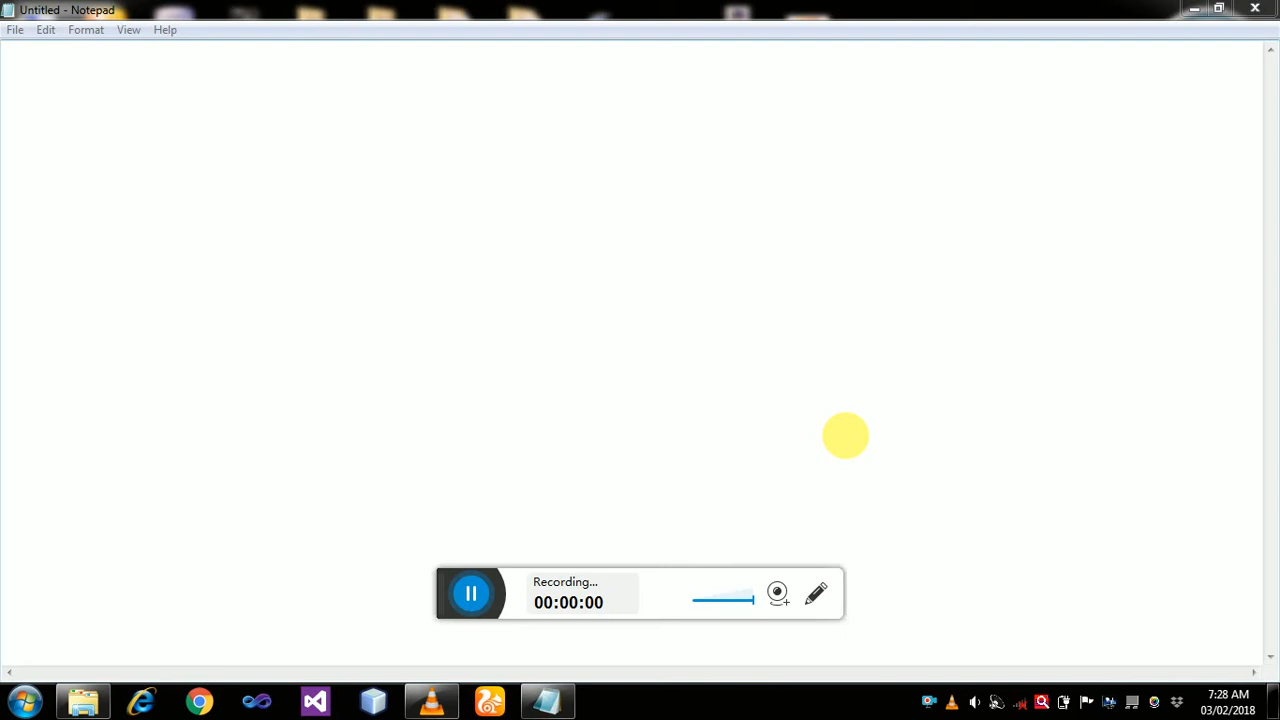 Untitled - Notepad
File Edit Format View Help
Recording...
00:00:00
7:28 AM
03/02/2018